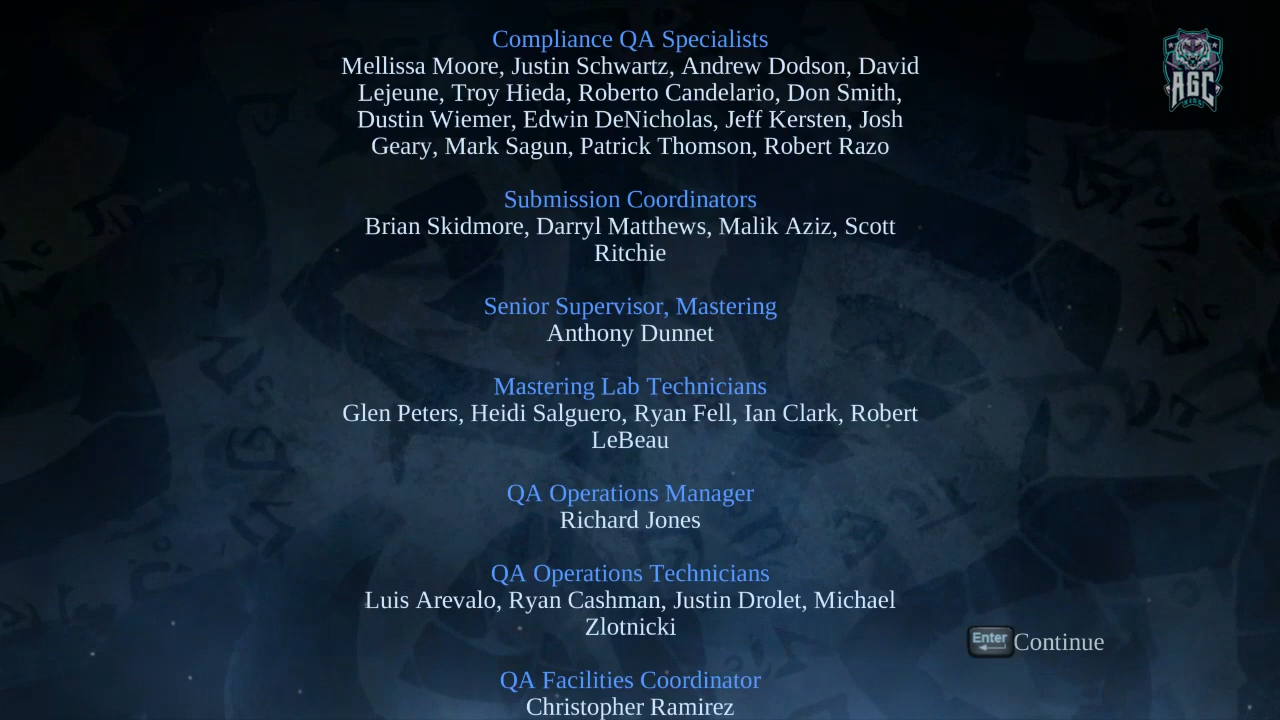 Compliance QA Specialists
Mellissa Moore, Justin Schwartz, Andrew Dodson, David
Lejeune, Troy Hieda, Roberto Candelario, Don Smith,
Dustin Wiemer, Edwin DeNicholas, Jeff Kersten, Josh
Geary, Mark Sagun, Patrick Thomson, Robert Razo
Submission Coordinators
Brian Skidmore, Darryl Matthews, Malik Aziz, Scott
Ritchie
Senior Supervisor, Mastering
Anthony Dunnet
Mastering Lab Technicians
Glen Peters, Heidi Salguero, Ryan Fell, Ian Clark, Robert
LeBeau
QA Operations Manager
Richard Jones
QA Operations Technicians
Luis Arevalo, Ryan Cashman, Justin Drolet, Michael
Zlotnicki
QA Facilities Coordinator
Christopher Ramirez
AGC
Enter Continue